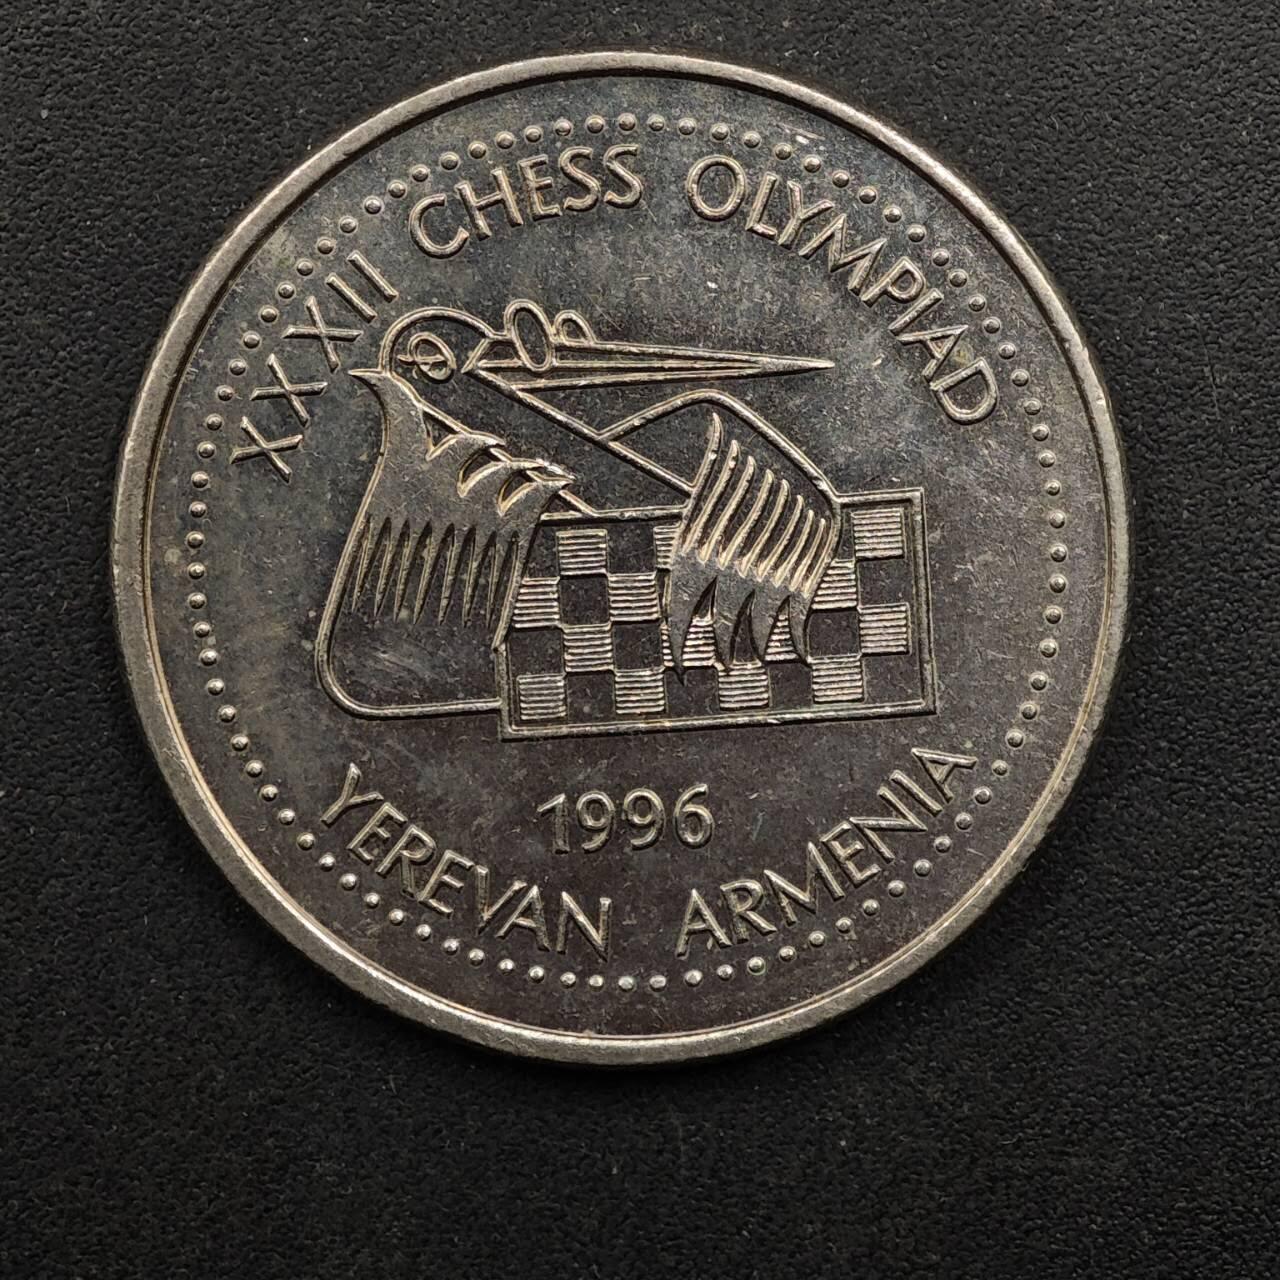 XXXII CHESS OLYMPIAD
1996
YEREVAN ARMENIA